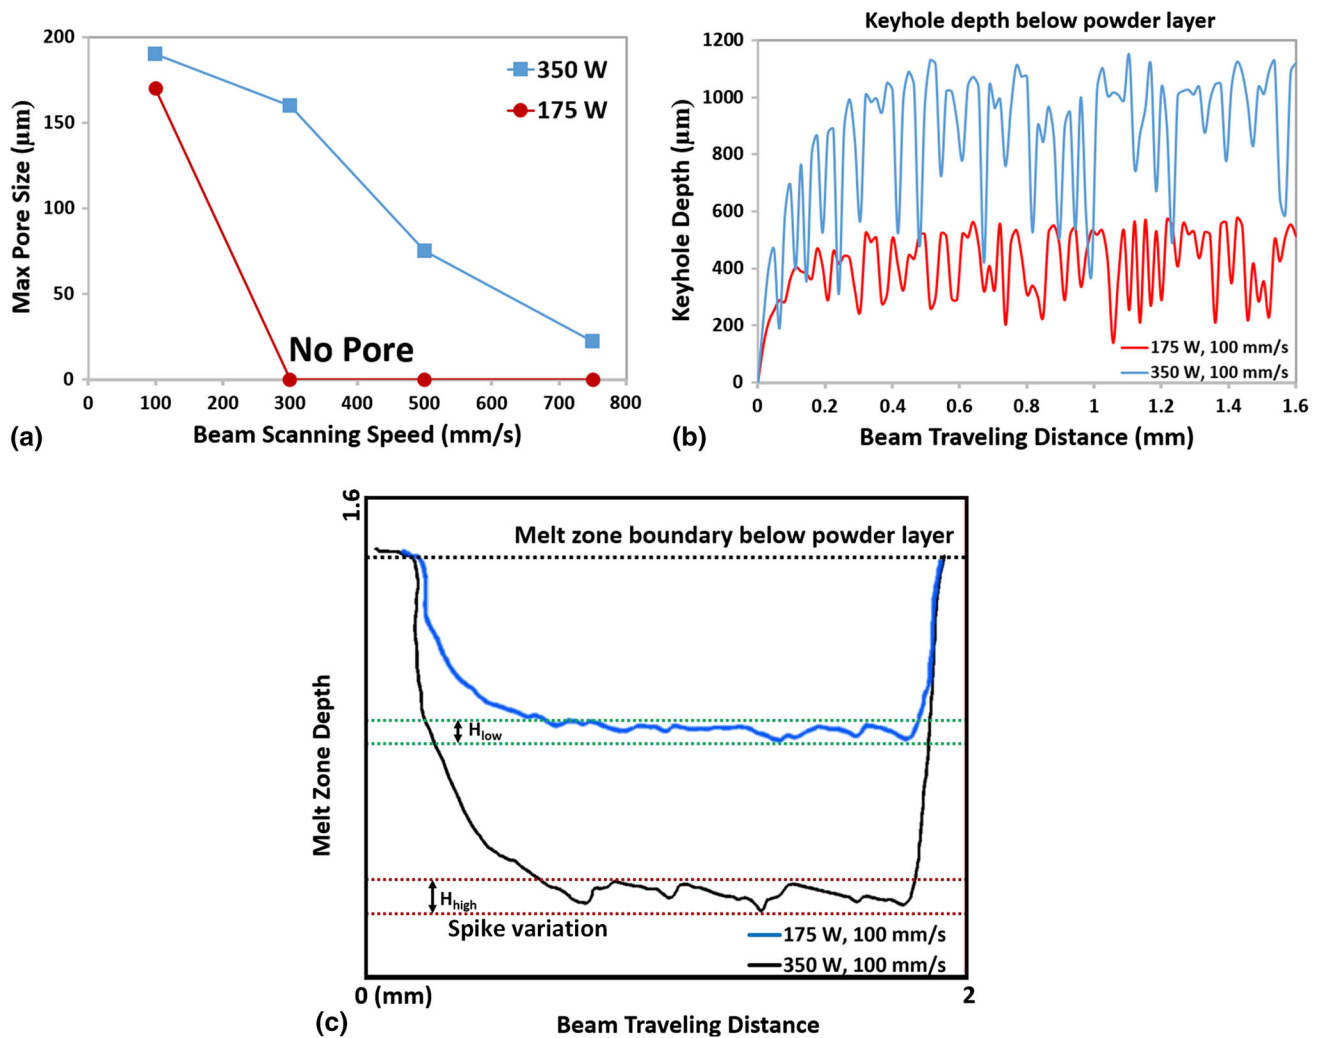 200
150
100
50
0
Max Pore Size (μm)
350 W
175 W
No Pore
0 100 200 300 400 500 600 700 800
Beam Scanning Speed (mm/s)
(a)
Keyhole depth below powder layer
1200
1000
800
600
400
200
0
Keyhole Depth (μm)
175 W, 100 mm/s
350 W, 100 mm/s
0 0.2 0.4 0.6 0.8 1 1.2 1.4 1.6
Beam Traveling Distance (mm)
(b)
1.6
Melt zone boundary below powder layer
Melt Zone Depth
Hlow
Hhigh
Spike variation
175 W, 100 mm/s
350 W, 100 mm/s
0 (mm) 2
Beam Traveling Distance
(c)